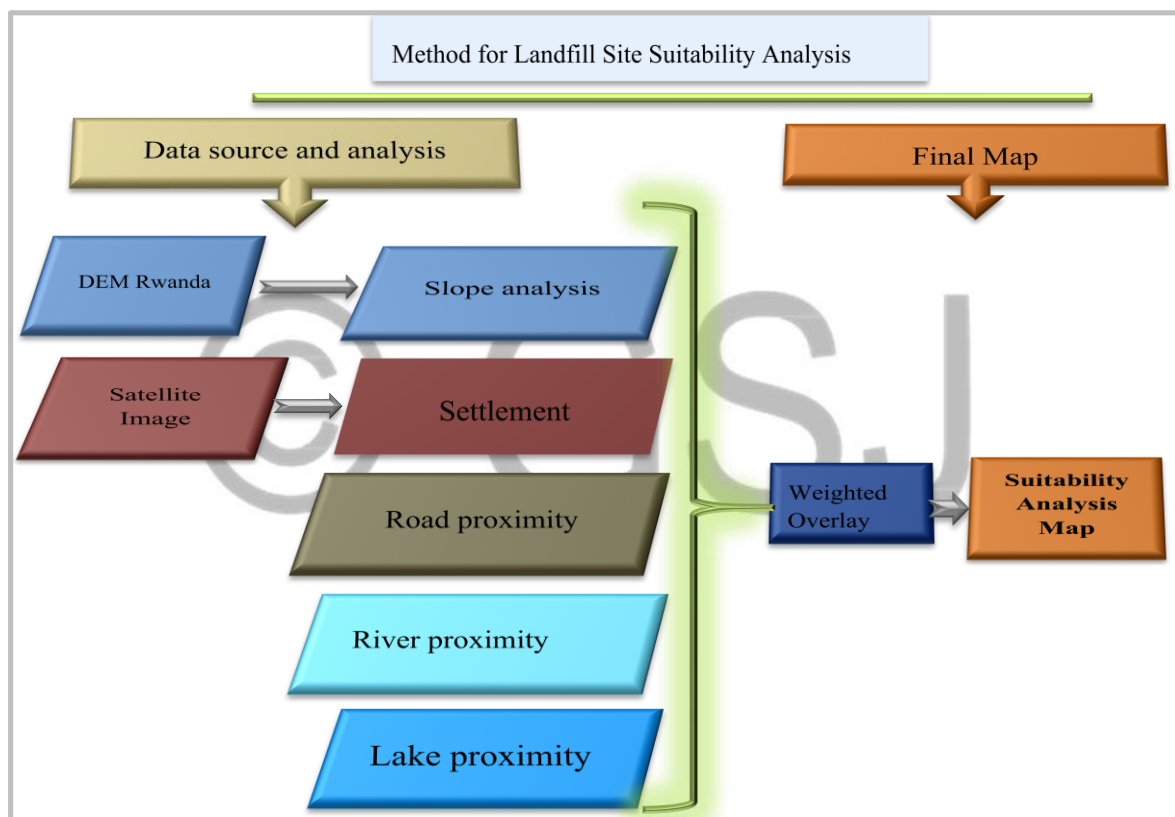 Method for Landfill Site Suitability Analysis
Data source and analysis
Final Map
DEM Rwanda
Slope analysis
Satellite
Image
Settlement
Road proximity
River proximity
Lake proximity
Weighted
Overlay
Suitability
Analysis
Map
© GSJ